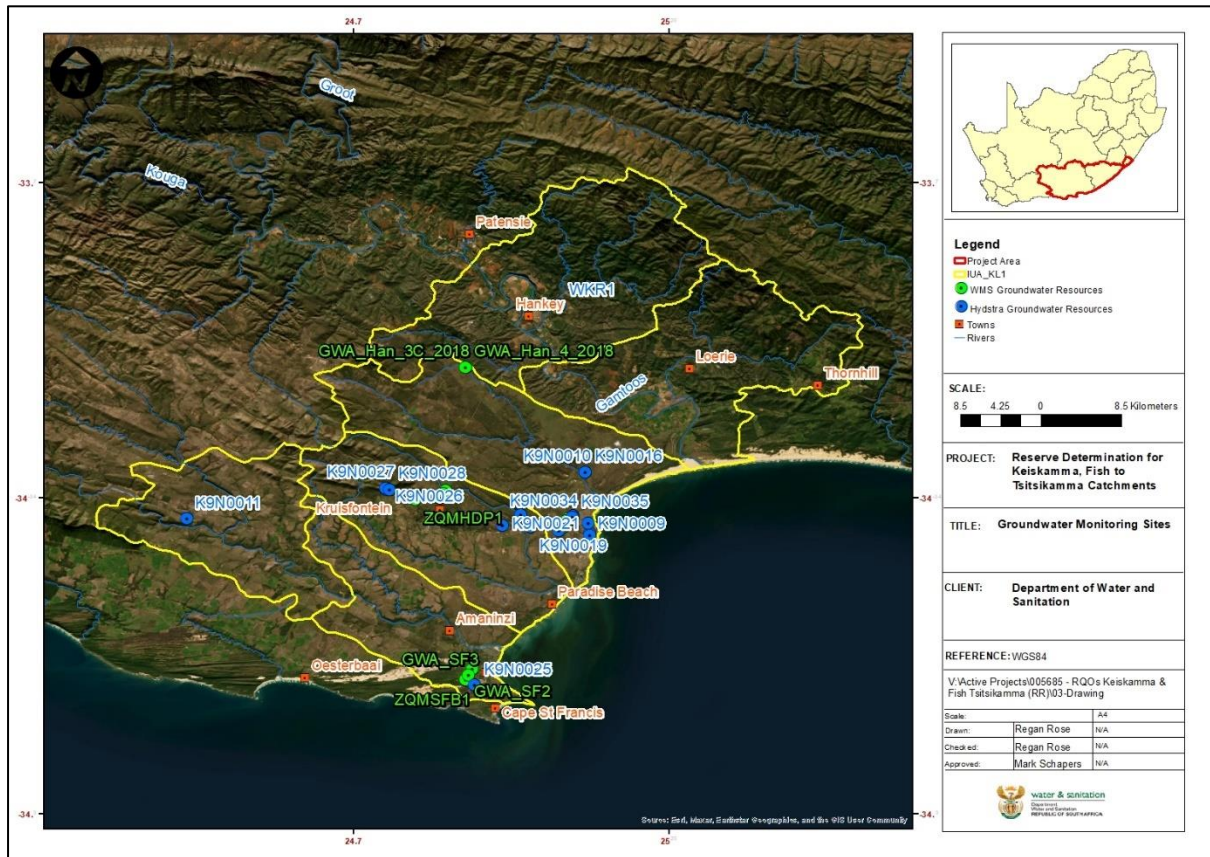 24.7
25
-33.
-34
-34.
24.7
25
Groot
Kouga
Patensie
WKR1
Hankey
GWA_Han_3C_2018 GWA_Han_4_2018
Loerie
Thornhill
Gamtoos
K9N0010 K9N0016
K9N0027 K9N0028
K9N0011
K9N0026
K9N0034 K9N0035
Kruisfontein
ZQMHDP1
K9N0021 K9N0009
K9N0019
Paradise Beach
Amaninzi
GWA_SF3
K9N0025
Oesterbaai
ZQMSFB1
GWA_SF2
Cape St Francis
Source: Esri, Maxar, Earthstar Geographics, and the GIS User Community
Legend
Project Area
IUA_KL1
WMS Groundwater Resources
Hydstra Groundwater Resources
Towns
Rivers
SCALE:
8.5 4.25 0 8.5 Kilometers
PROJECT: Reserve Determination for
Keiskamma, Fish to
Tsitsikamma Catchments
TITLE: Groundwater Monitoring Sites
CLIENT: Department of Water and
Sanitation
REFERENCE: WGS84
V:\Active Projects\005685 - RQOs Keiskamma &
Fish Tsitsikamma (RR)\03-Drawing
Scale: A4
Drawn: Regan Rose N/A
Checked: Regan Rose N/A
Approved: Mark Schapers N/A
water & sanitation
Department:
Water and Sanitation
REPUBLIC OF SOUTH AFRICA